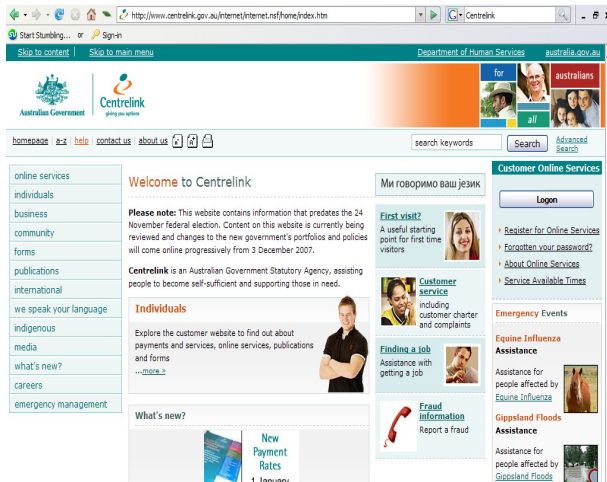 http://www.centrelink.gov.au/internet/internet.nsf/home/index.htm
Centrelink
Start Stumbling... or Sign-in
Skip to content | Skip to main menu
Department of Human Services australia.gov.au
Australian Government
Centrelink
giving you options
for
australians
all
homepage | a-z | help | contact us | about us
search keywords
Search
Advanced Search
online services
individuals
business
community
forms
publications
international
we speak your language
indigenous
media
what's new?
careers
emergency management
Welcome to Centrelink
Please note: This website contains information that predates the 24
November federal election. Content on this website is currently being
reviewed and changes to the new government's portfolios and policies
will come online progressively from 3 December 2007.
Centrelink is an Australian Government Statutory Agency, assisting
people to become self-sufficient and supporting those in need.
Individuals
Explore the customer website to find out about
payments and services, online services, publications
and forms
...more »
What's new?
New
Payment
Rates
1 January
Ми говоримо ваш језик
First visit?
A useful starting
point for first time
visitors
Customer
service
including
customer charter
and complaints
Finding a job
Assistance with
getting a job
Fraud
information
Report a fraud
Customer Online Services
Logon
Register for Online Services
Forgotten your password?
About Online Services
Service Available Times
Emergency Events
Equine Influenza
Assistance
Assistance for
people affected by
Equine Influenza
Gippsland Floods
Assistance
Assistance for
people affected by
Gippsland Floods